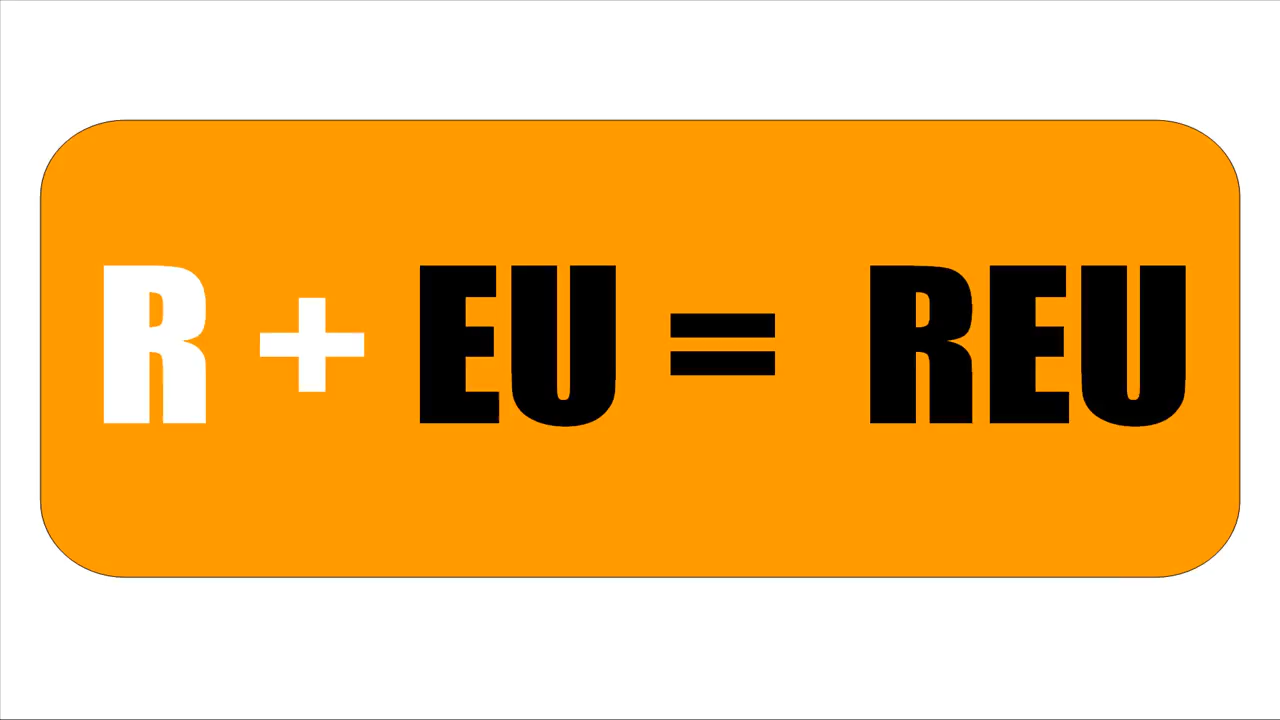 R + EU = REU